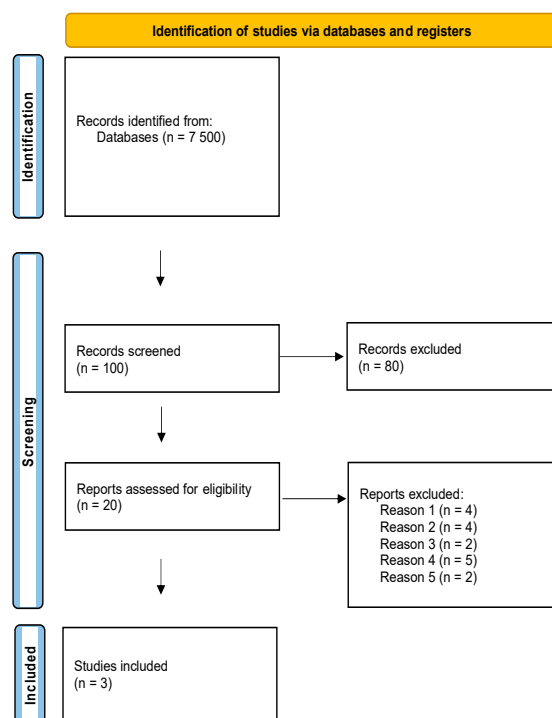 Identification of studies via databases and registers
Identification
Records identified from:
Databases (n = 7 500)
Screening
Records screened
(n = 100)
Records excluded
(n = 80)
Reports assessed for eligibility
(n = 20)
Reports excluded:
Reason 1 (n = 4)
Reason 2 (n = 4)
Reason 3 (n = 2)
Reason 4 (n = 5)
Reason 5 (n = 2)
Included
Studies included
(n = 3)